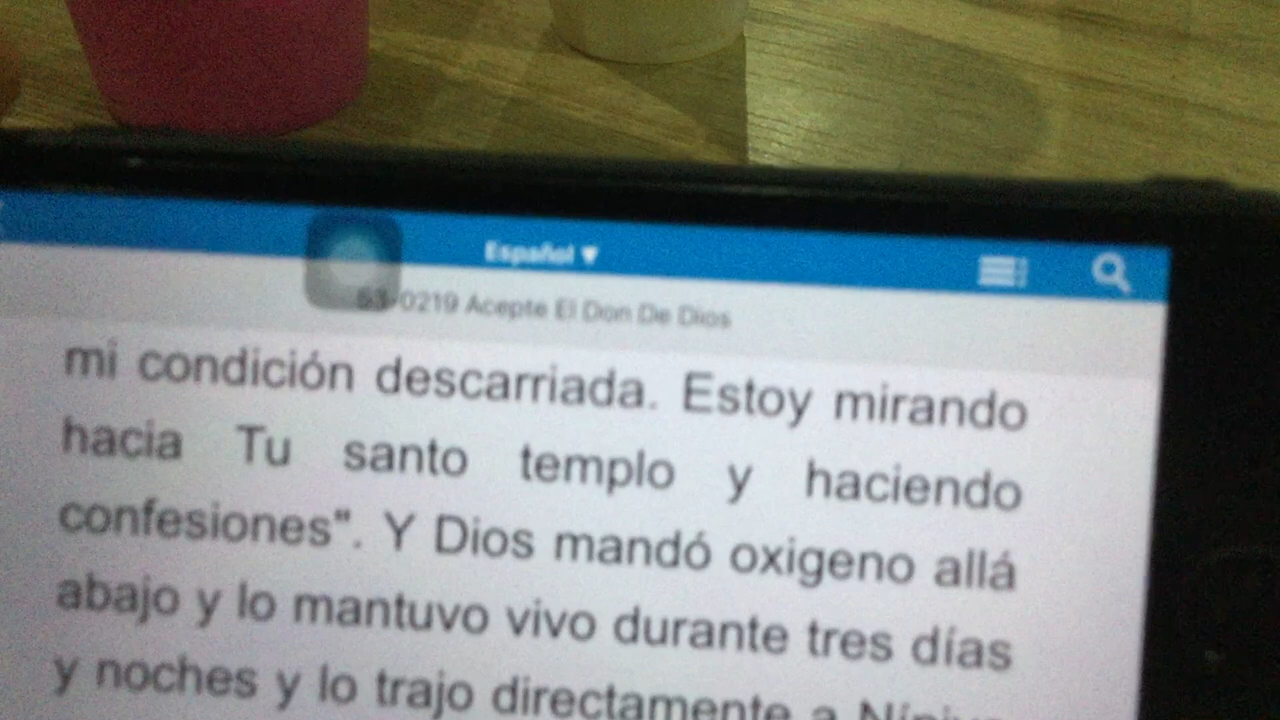 Español ▼
53-0219 Acepte El Don De Dios
mi condición descarriada. Estoy mirando
hacia Tu santo templo y haciendo
confesiones". Y Dios mandó oxigeno allá
abajo y lo mantuvo vivo durante tres días
y noches y lo trajo directamente a